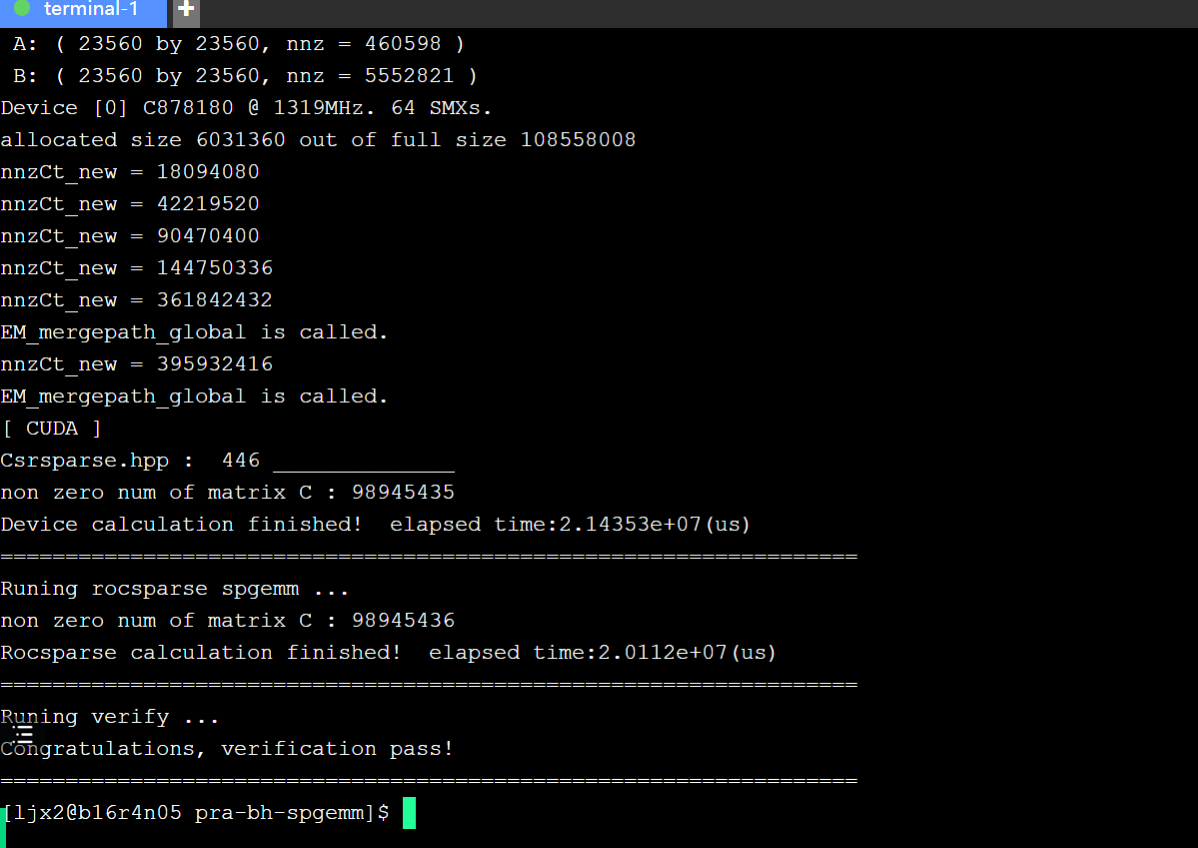 terminal-1 +
A: ( 23560 by 23560, nnz = 460598 )
B: ( 23560 by 23560, nnz = 5552821 )
Device [0] C878180 @ 1319MHz. 64 SMXs.
allocated size 6031360 out of full size 108558008
nnzCt_new = 18094080
nnzCt_new = 42219520
nnzCt_new = 90470400
nnzCt_new = 144750336
nnzCt_new = 361842432
EM_mergepath_global is called.
nnzCt_new = 395932416
EM_mergepath_global is called.
[ CUDA ]
Csrsparse.hpp :  446 ______________
non zero num of matrix C : 98945435
Device calculation finished!  elapsed time:2.14353e+07(us)
==================================================================
Runing rocsparse spgemm ...
non zero num of matrix C : 98945436
Rocsparse calculation finished!  elapsed time:2.0112e+07(us)
==================================================================
Runing verify ...
Congratulations, verification pass!
==================================================================
[ljx2@b16r4n05 pra-bh-spgemm]$